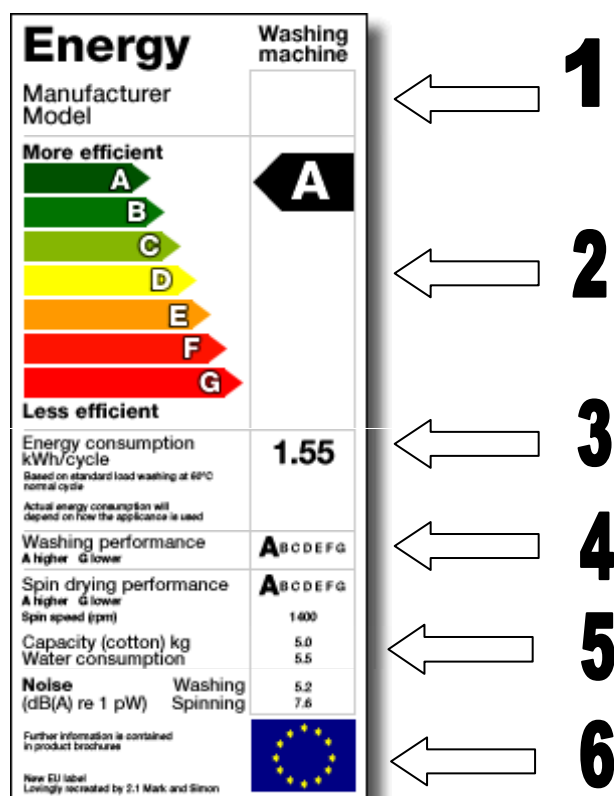 Energy Washing machine
1
Manufacturer
Model
More efficient
A A
B
C
2
D
E
F
G
Less efficient
3
Energy consumption
kWh/cycle 1.55
Based on standard load washing at 60°C
normal cycle
Actual energy consumption will
depend on how the applicance is used
4
Washing performance ABCDEFG
A higher G lower
Spin drying performance ABCDEFG
A higher G lower
Spin speed (rpm) 1400
5
Capacity (cotton) kg 5.0
Water consumption 5.5
Noise Washing 5.2
(dB(A) re 1 pW) Spinning 7.6
6
Further information is contained
in product brochures
New EU label
Lovingly recreated by 2.1 Mark and Simon